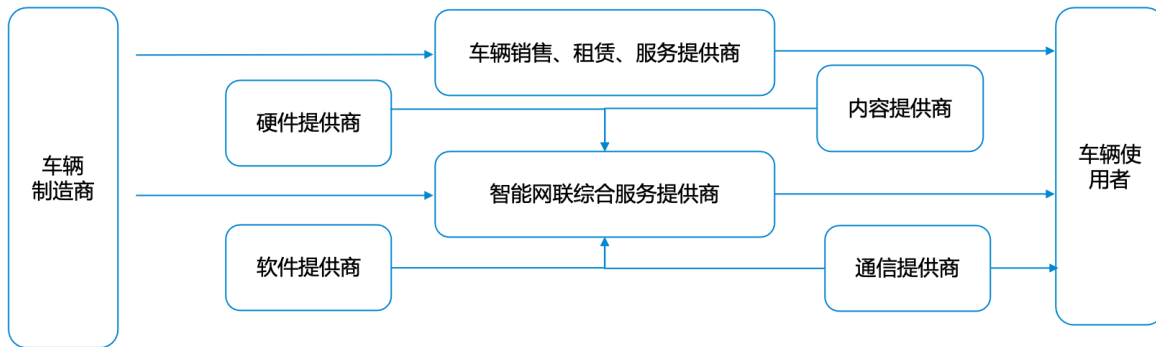 车辆销售、租赁、服务提供商
硬件提供商
内容提供商
车辆
制造商
智能网联综合服务提供商
车辆使
用者
软件提供商
通信提供商